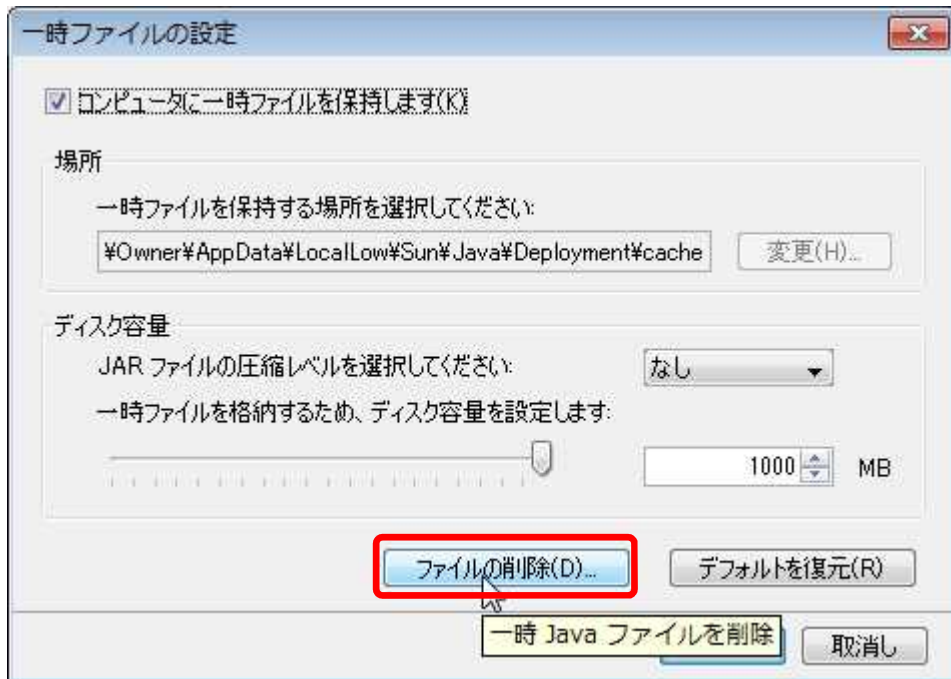 一時ファイルの設定
コンピュータに一時ファイルを保持します(K)
場所
一時ファイルを保持する場所を選択してください:
¥Owner¥AppData¥LocalLow¥Sun¥Java¥Deployment¥cache
変更(H)...
ディスク容量
JAR ファイルの圧縮レベルを選択してください:
なし
一時ファイルを格納するため、ディスク容量を設定します:
1000 MB
ファイルの削除(D)...
デフォルトを復元(R)
一時 Java ファイルを削除
取消し